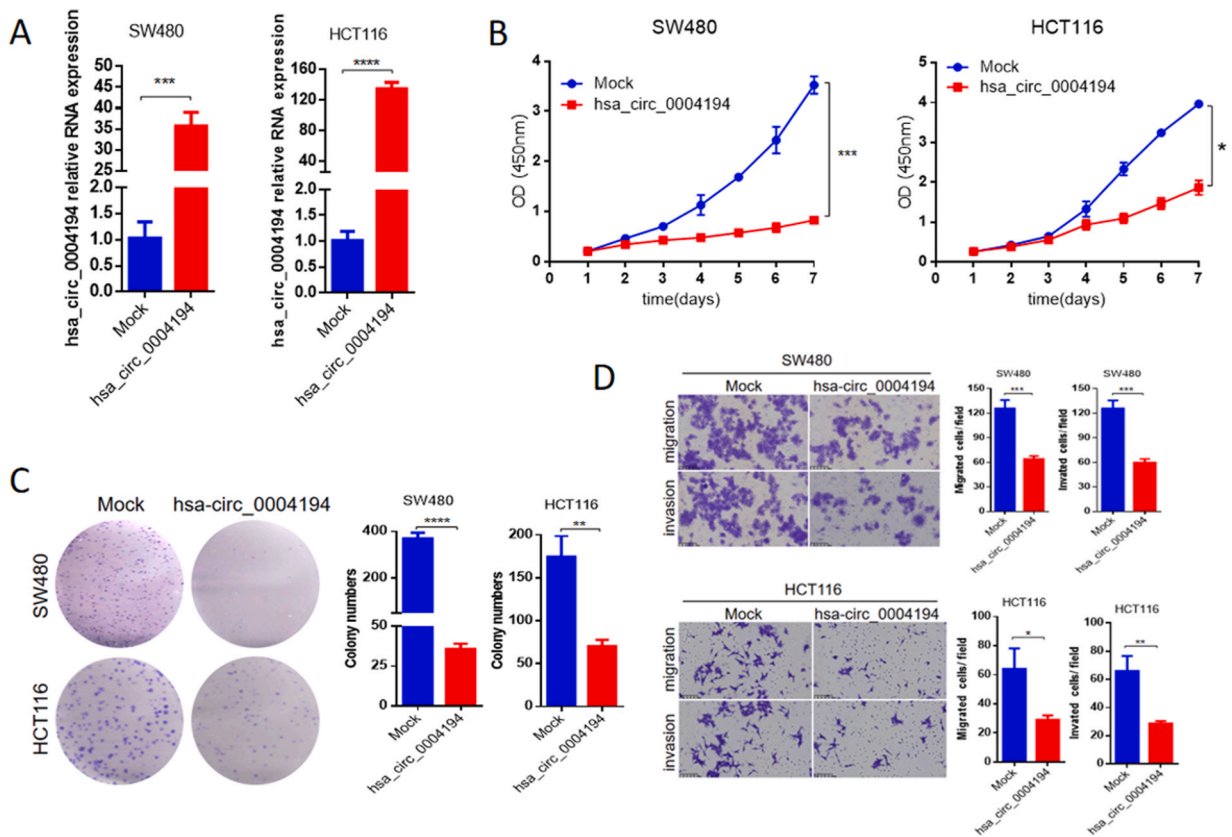 A
SW480
hsa_circ_0004194 relative RNA expression
50
45
40
35
30
25
2.0
1.5
1.0
0.5
0.0
***
Mock
hsa_circ_0004194
HCT116
hsa_circ_0004194 relative RNA expression
160
140
120
100
2.0
1.5
1.0
0.5
0.0
****
Mock
hsa_circ_0004194
B
SW480
Mock
hsa_circ_0004194
OD (450nm)
4
3
2
1
0
0 1 2 3 4 5 6 7
time(days)
***
HCT116
Mock
hsa_circ_0004194
OD (450nm)
5
4
3
2
1
0
0 1 2 3 4 5 6 7
time(days)
*
C
Mock hsa-circ_0004194
SW480
HCT116
SW480
Colony numbers
400
200
50
25
0
****
Mock
hsa_circ_0004194
HCT116
Colony numbers
200
150
100
50
0
**
Mock
hsa_circ_0004194
D
SW480
Mock hsa-circ_0004194
migration
invasion
SW480
Migrated cells/field
150
120
90
60
30
0
***
Mock
hsa_circ_0004194
SW480
Invated cells/field
150
120
90
60
30
0
***
Mock
hsa_circ_0004194
HCT116
Mock hsa-circ_0004194
migration
invasion
HCT116
Migrated cells/field
100
80
60
40
20
0
*
Mock
hsa_circ_0004194
HCT116
Invated cells/field
100
80
60
40
20
0
**
Mock
hsa_circ_0004194